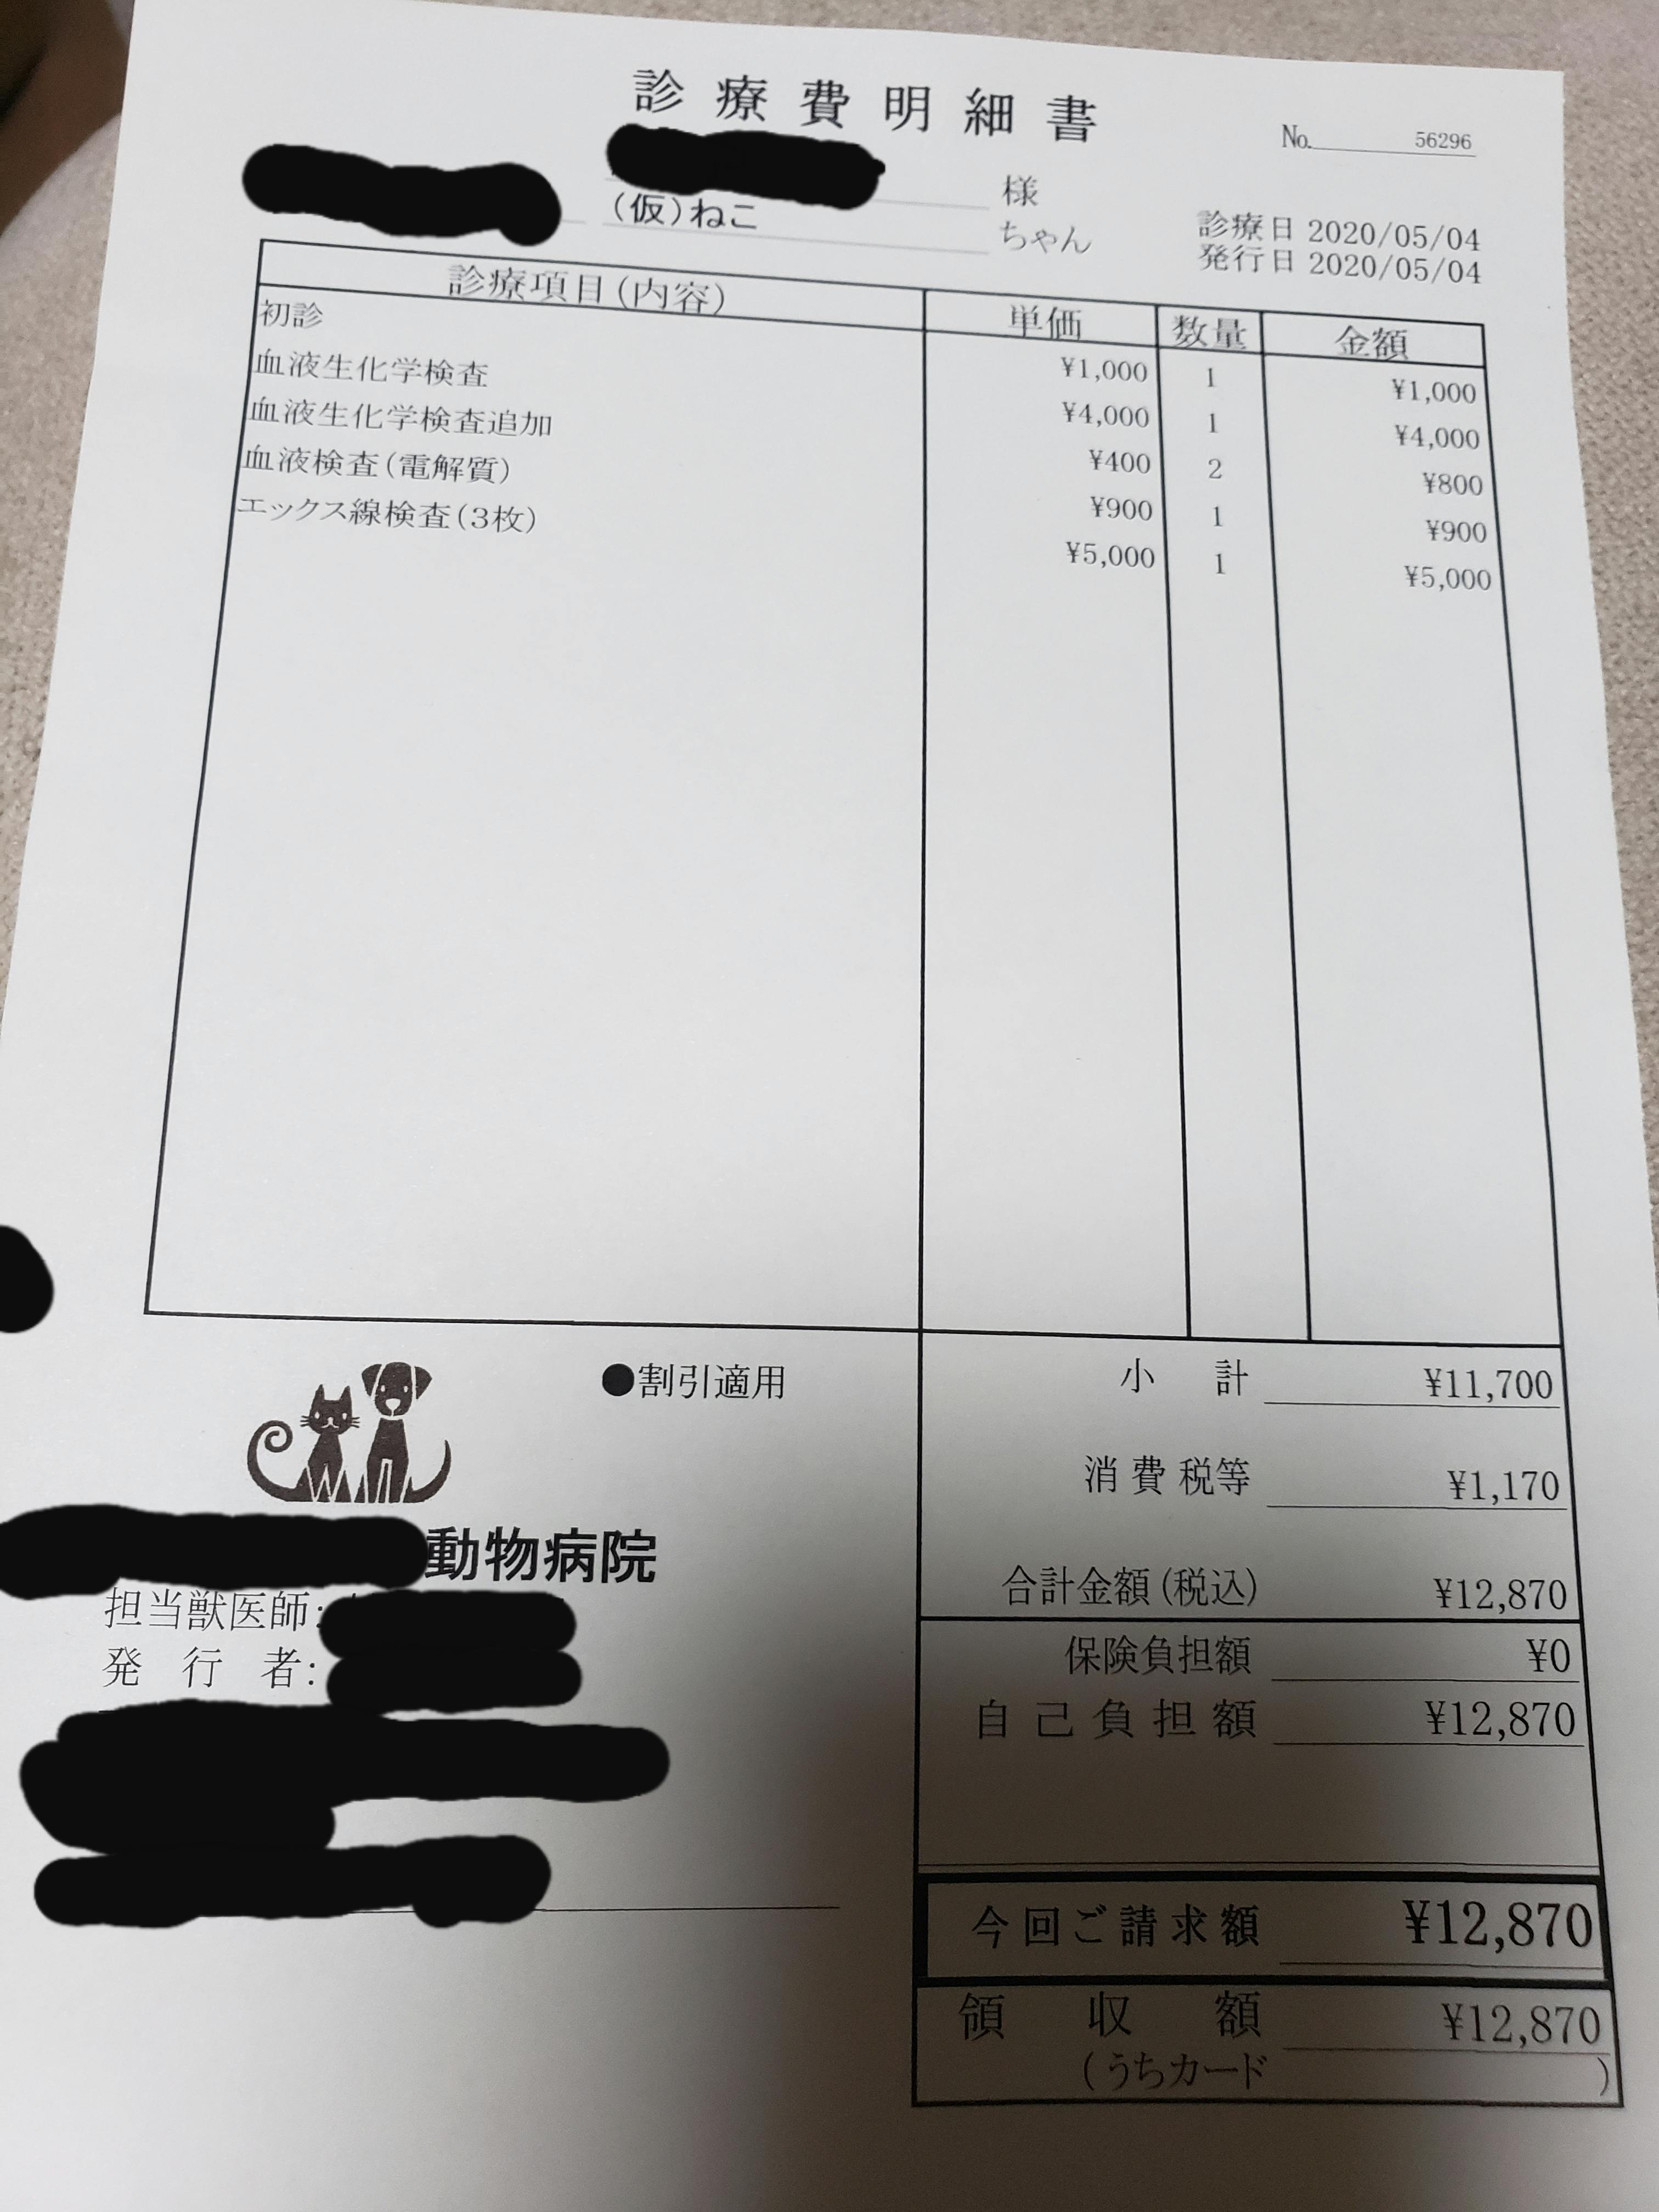 診療費明細書
No. 56296
様
(仮)ねこ ちゃん
診療日 2020/05/04
発行日 2020/05/04
診療項目(内容) 単価 数量 金額
初診 ¥1,000 1 ¥1,000
血液生化学検査 ¥4,000 1 ¥4,000
血液生化学検査追加 ¥400 2 ¥800
血液検査(電解質) ¥900 1 ¥900
エックス線検査(3枚) ¥5,000 1 ¥5,000
●割引適用
小計 ¥11,700
消費税等 ¥1,170
合計金額(税込) ¥12,870
動物病院
担当獣医師:
発行者:
保険負担額 ¥0
自己負担額 ¥12,870
今回ご請求額 ¥12,870
領収額 ¥12,870
(うちカード )